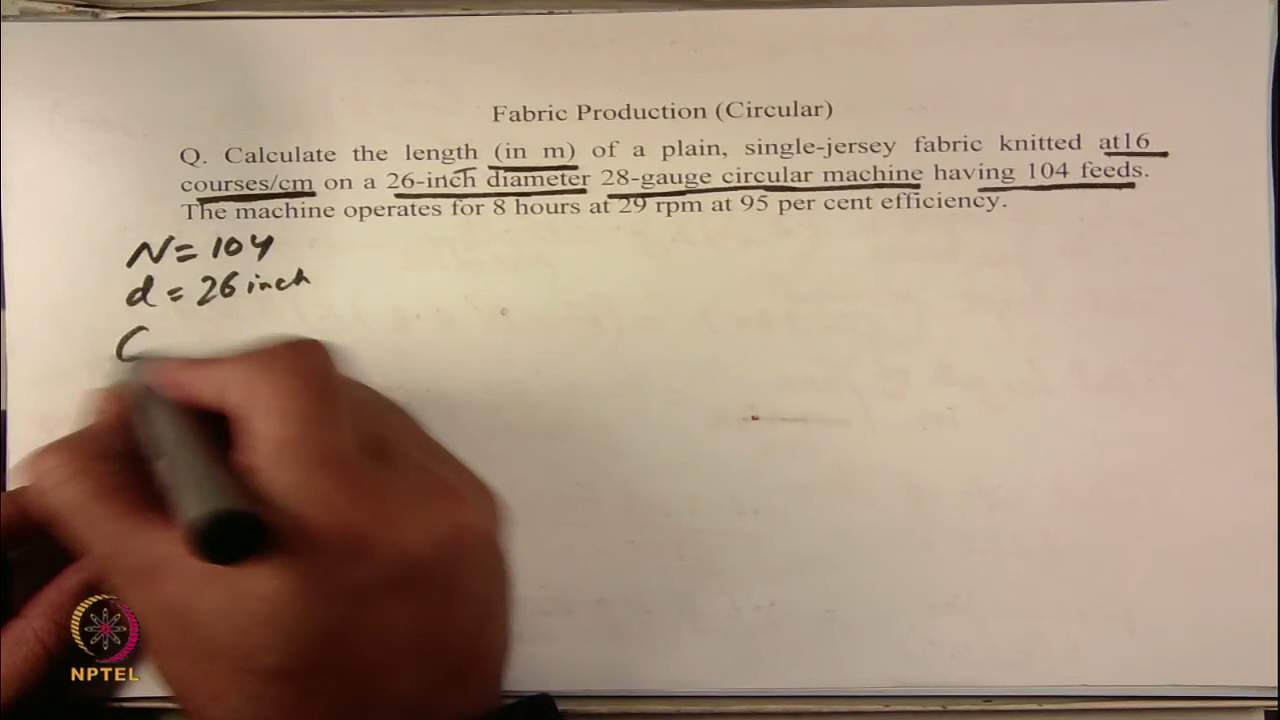 Fabric Production (Circular)
Q. Calculate the length (in m) of a plain, single-jersey fabric knitted at16
courses/cm on a 26-inch diameter 28-gauge circular machine having 104 feeds.
The machine operates for 8 hours at 29 rpm at 95 per cent efficiency.
N = 104
d = 26 inch
C
NPTEL